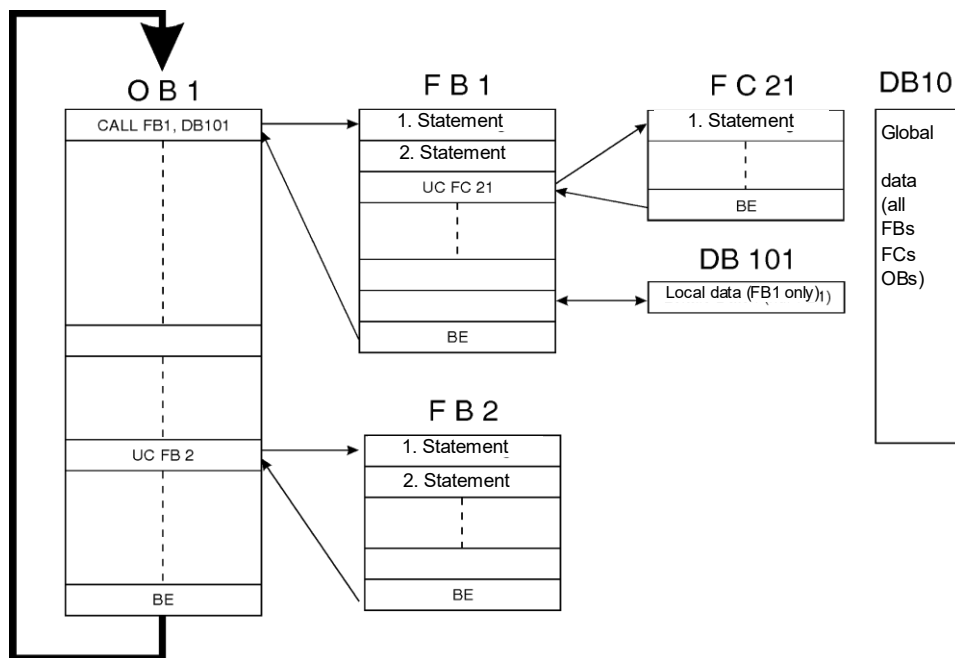 O B 1
CALL FB1, DB101
UC FB 2
BE
F B 1
1. Statement
2. Statement
UC FC 21
BE
F C 21
1. Statement
BE
DB 101
Local data (FB1 only)1)
F B 2
1. Statement
2. Statement
BE
DB10
Global
data
(all
FBs
FCs
OBs)